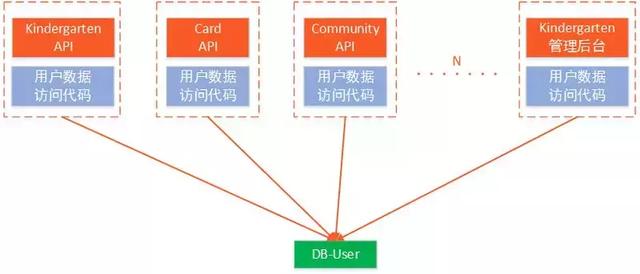 Kindergarten
API
用户数据
访问代码
Card
API
用户数据
访问代码
Community
API
用户数据
访问代码
N
Kindergarten
管理后台
用户数据
访问代码
DB-User